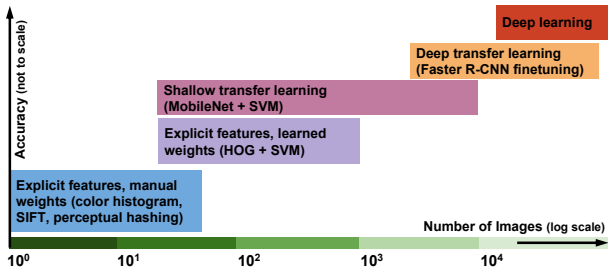 Deep learning
Deep transfer learning
(Faster R-CNN finetuning)
Shallow transfer learning
(MobileNet + SVM)
Explicit features, learned
weights (HOG + SVM)
Explicit features, manual
weights (color histogram,
SIFT, perceptual hashing)
Accuracy (not to scale)
Number of Images (log scale)
10⁰ 10¹ 10² 10³ 10⁴